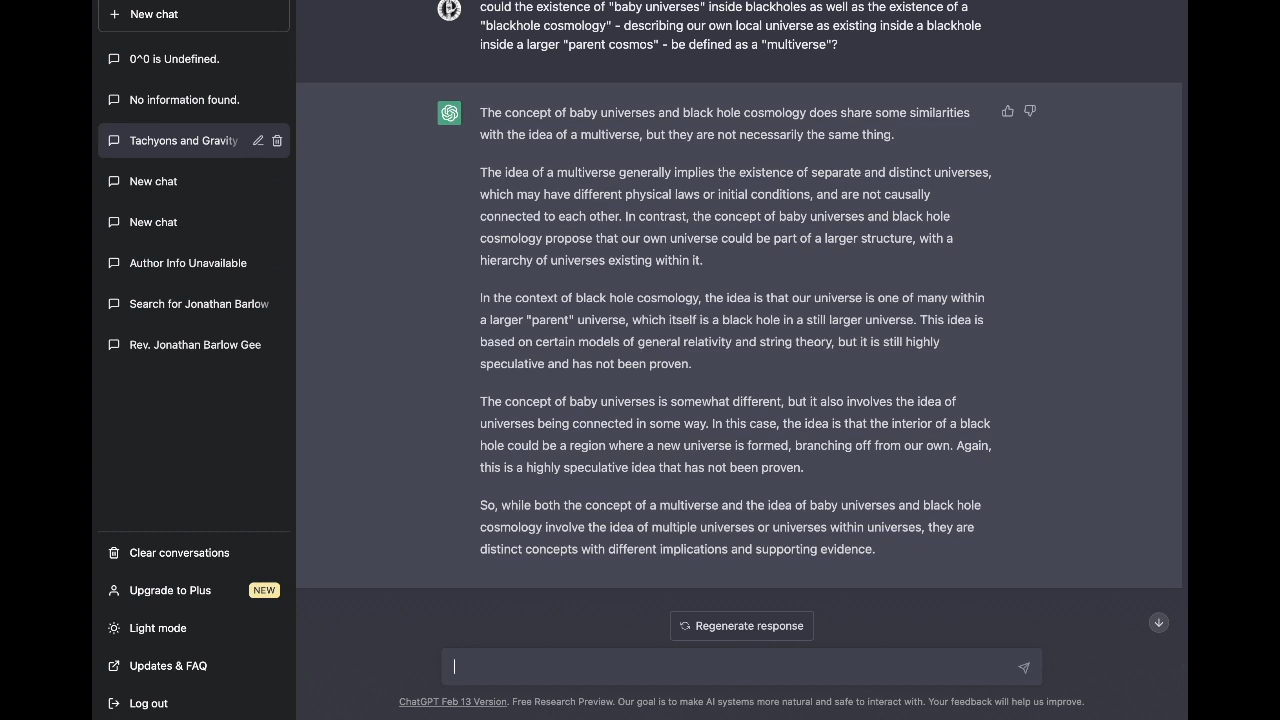 New chat
0^0 is Undefined.
No information found.
Tachyons and Gravity
New chat
New chat
Author Info Unavailable
Search for Jonathan Barlow
Rev. Jonathan Barlow Gee
Clear conversations
Upgrade to Plus NEW
Light mode
Updates & FAQ
Log out
could the existence of "baby universes" inside blackholes as well as the existence of a
"blackhole cosmology" - describing our own local universe as existing inside a blackhole
inside a larger "parent cosmos" - be defined as a "multiverse"?
The concept of baby universes and black hole cosmology does share some similarities
with the idea of a multiverse, but they are not necessarily the same thing.
The idea of a multiverse generally implies the existence of separate and distinct universes,
which may have different physical laws or initial conditions, and are not causally
connected to each other. In contrast, the concept of baby universes and black hole
cosmology propose that our own universe could be part of a larger structure, with a
hierarchy of universes existing within it.
In the context of black hole cosmology, the idea is that our universe is one of many within
a larger "parent" universe, which itself is a black hole in a still larger universe. This idea is
based on certain models of general relativity and string theory, but it is still highly
speculative and has not been proven.
The concept of baby universes is somewhat different, but it also involves the idea of
universes being connected in some way. In this case, the idea is that the interior of a black
hole could be a region where a new universe is formed, branching off from our own. Again,
this is a highly speculative idea that has not been proven.
So, while both the concept of a multiverse and the idea of baby universes and black hole
cosmology involve the idea of multiple universes or universes within universes, they are
distinct concepts with different implications and supporting evidence.
Regenerate response
ChatGPT Feb 13 Version. Free Research Preview. Our goal is to make AI systems more natural and safe to interact with. Your feedback will help us improve.